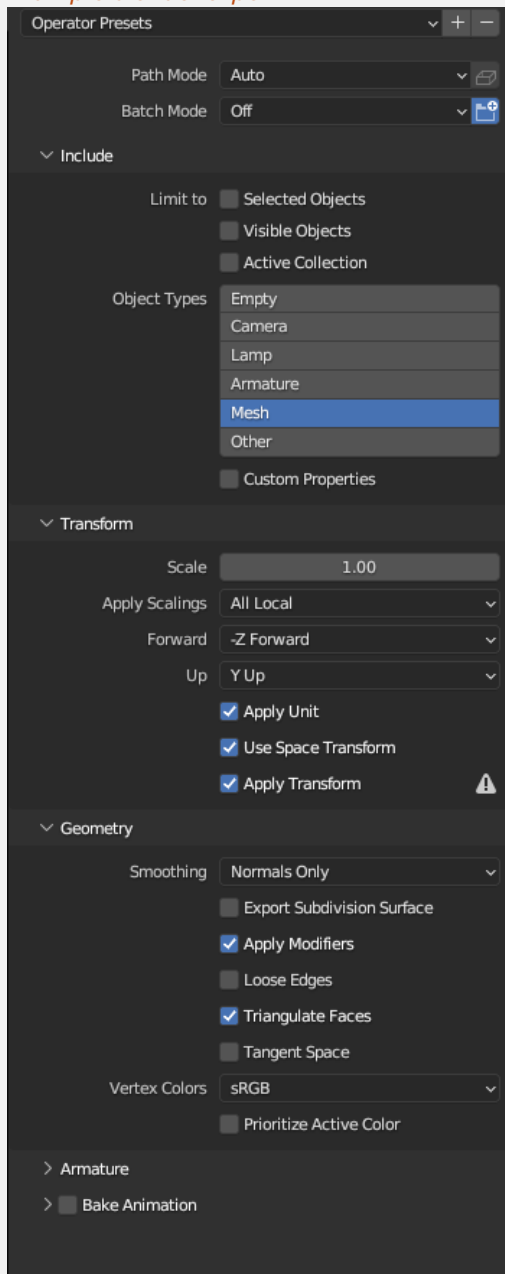 Operator Presets
Path Mode Auto
Batch Mode Off
Include
Limit to Selected Objects
Visible Objects
Active Collection
Object Types Empty
Camera
Lamp
Armature
Mesh
Other
Custom Properties
Transform
Scale 1.00
Apply Scalings All Local
Forward -Z Forward
Up Y Up
Apply Unit
Use Space Transform
Apply Transform
Geometry
Smoothing Normals Only
Export Subdivision Surface
Apply Modifiers
Loose Edges
Triangulate Faces
Tangent Space
Vertex Colors sRGB
Prioritize Active Color
Armature
Bake Animation